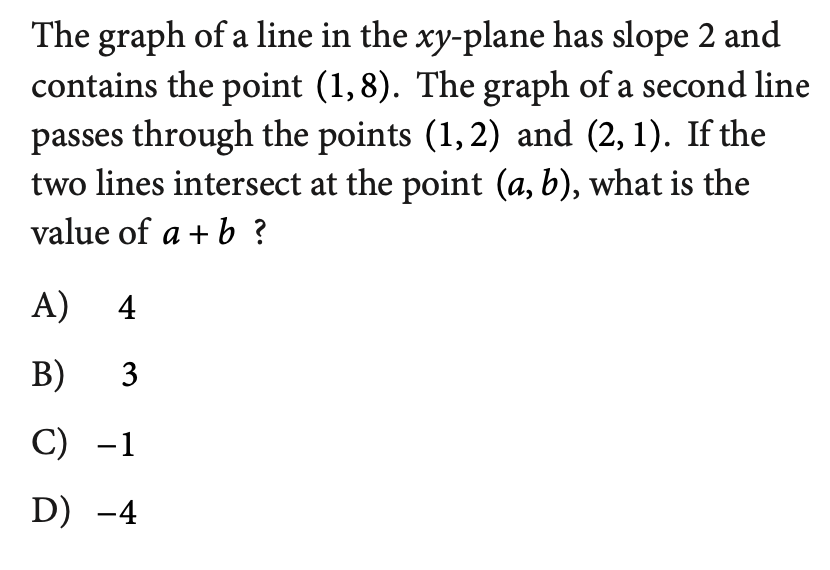 The graph of a line in the xy-plane has slope 2 and
contains the point (1, 8). The graph of a second line
passes through the points (1, 2) and (2, 1). If the
two lines intersect at the point (a, b), what is the
value of a + b ?
A) 4
B) 3
C) −1
D) −4